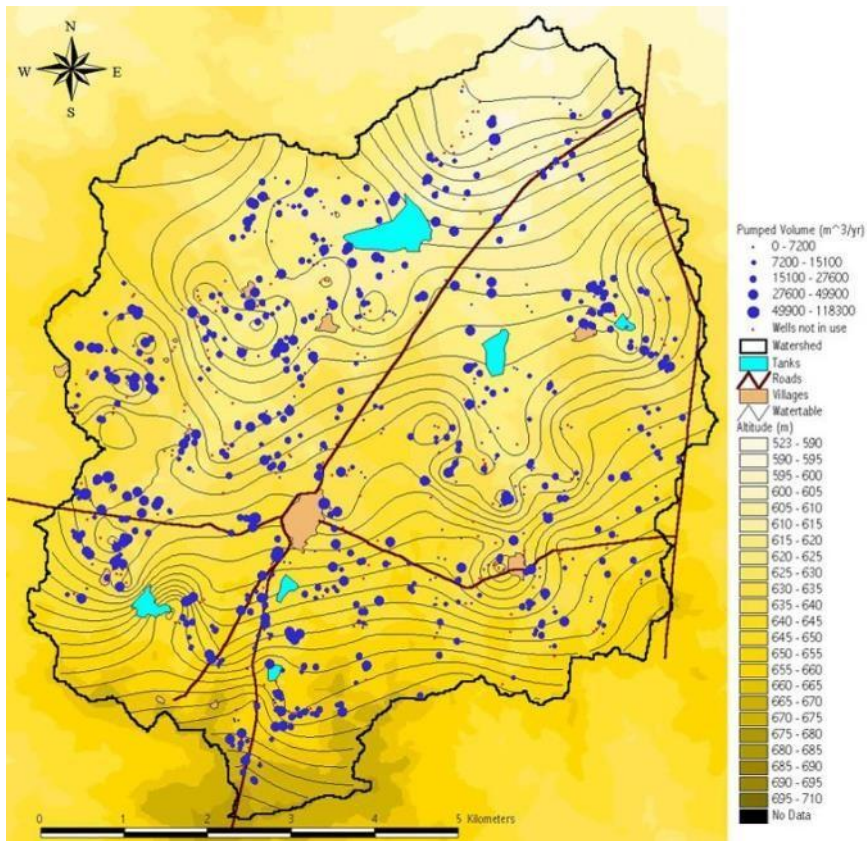 N
W E
S
Pumped Volume (m^3/yr)
0 - 7200
7200 - 15100
15100 - 27600
27600 - 49900
49900 - 118300
Wells not in use
Watershed
Tanks
Roads
Villages
Watertable
Altitude (m)
523 - 590
590 - 595
595 - 600
600 - 605
605 - 610
610 - 615
615 - 620
620 - 625
625 - 630
630 - 635
635 - 640
640 - 645
645 - 650
650 - 655
655 - 660
660 - 665
665 - 670
670 - 675
675 - 680
680 - 685
685 - 690
690 - 695
695 - 710
No Data
0 1 2 3 4 5 Kilometers